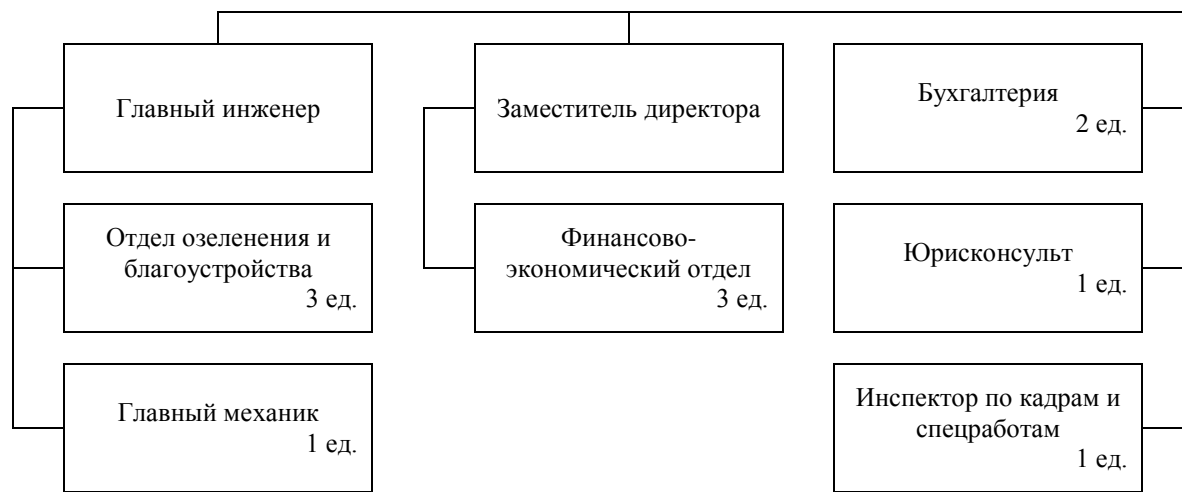 Главный инженер
Заместитель директора
Бухгалтерия
2 ед.
Отдел озеленения и
благоустройства
3 ед.
Финансово-
экономический отдел
3 ед.
Юрисконсульт
1 ед.
Главный механик
1 ед.
Инспектор по кадрам и
спецработам
1 ед.